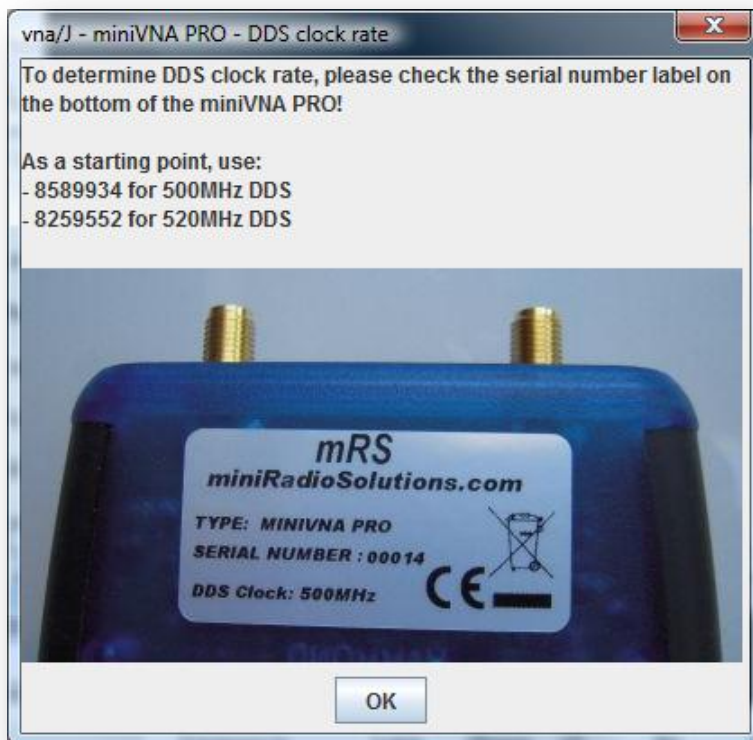 vna/J - miniVNA PRO - DDS clock rate
X
To determine DDS clock rate, please check the serial number label on
the bottom of the miniVNA PRO!
As a starting point, use:
- 8589934 for 500MHz DDS
- 8259552 for 520MHz DDS
mRS
miniRadioSolutions.com
TYPE: MINIVNA PRO
SERIAL NUMBER : 00014
DDS Clock: 500MHz
CE
OK